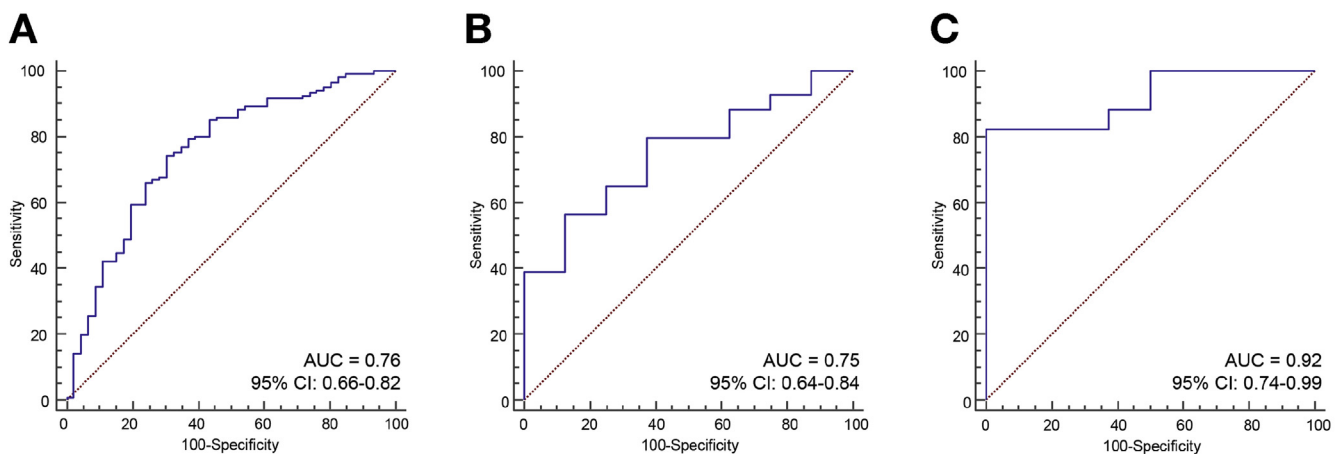 A
100
80
60
40
20
0
Sensitivity
0 20 40 60 80 100
100-Specificity
AUC = 0.76
95% CI: 0.66-0.82
B
100
80
60
40
20
0
Sensitivity
0 20 40 60 80 100
100-Specificity
AUC = 0.75
95% CI: 0.64-0.84
C
100
80
60
40
20
0
Sensitivity
0 20 40 60 80 100
100-Specificity
AUC = 0.92
95% CI: 0.74-0.99